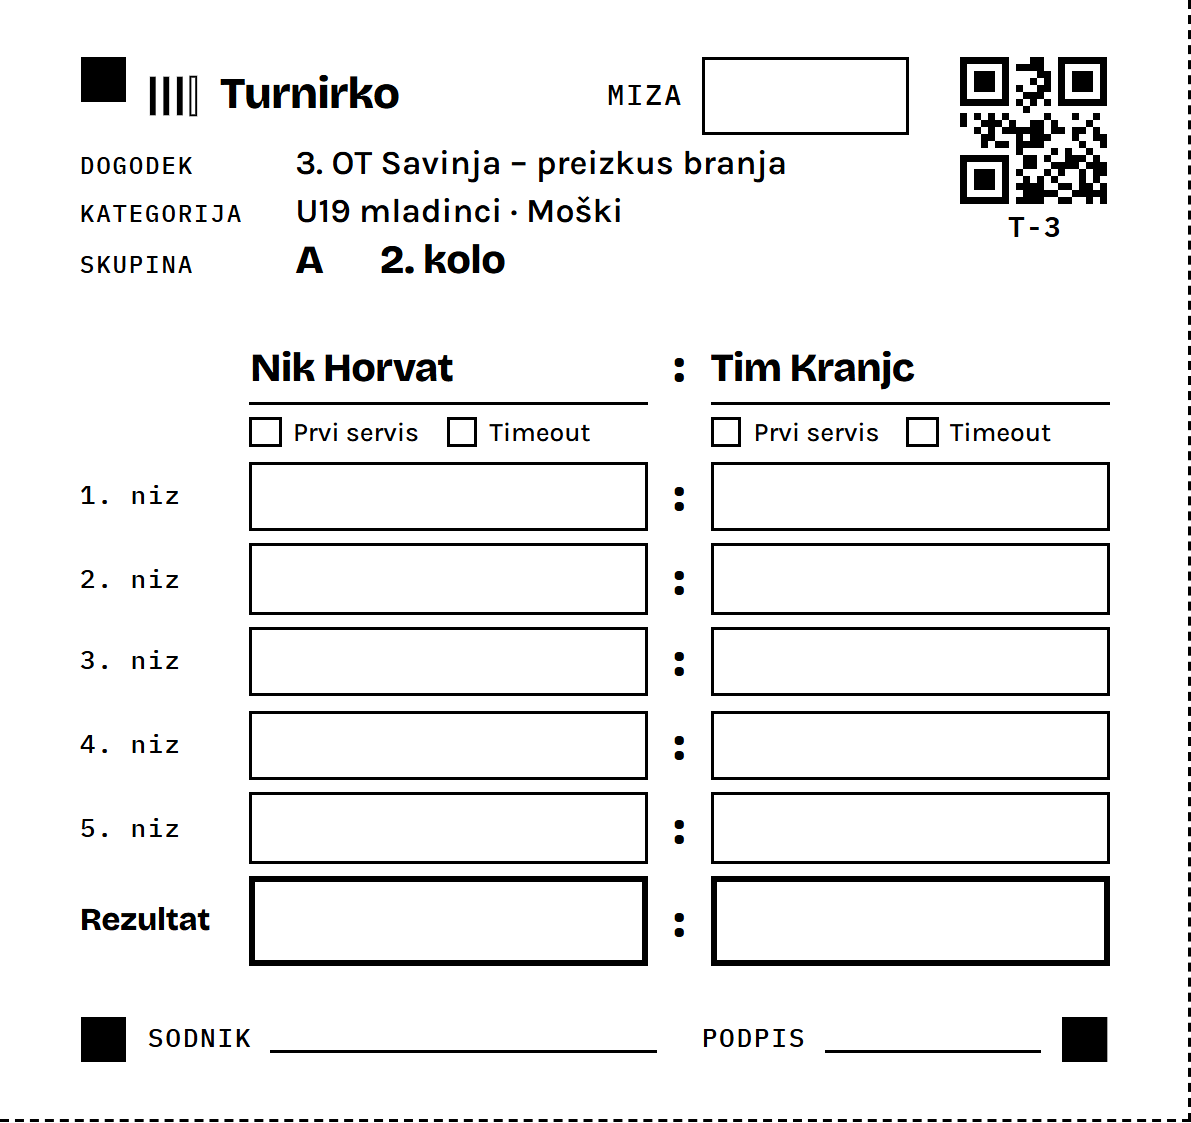 Turnirko MIZA
DOGODEK 3. OT Savinja – preizkus branja
KATEGORIJA U19 mladinci · Moški
T-3
SKUPINA A 2. kolo
Nik Horvat : Tim Kranjc
Prvi servis Timeout Prvi servis Timeout
1. niz :
2. niz :
3. niz :
4. niz :
5. niz :
Rezultat :
SODNIK PODPIS